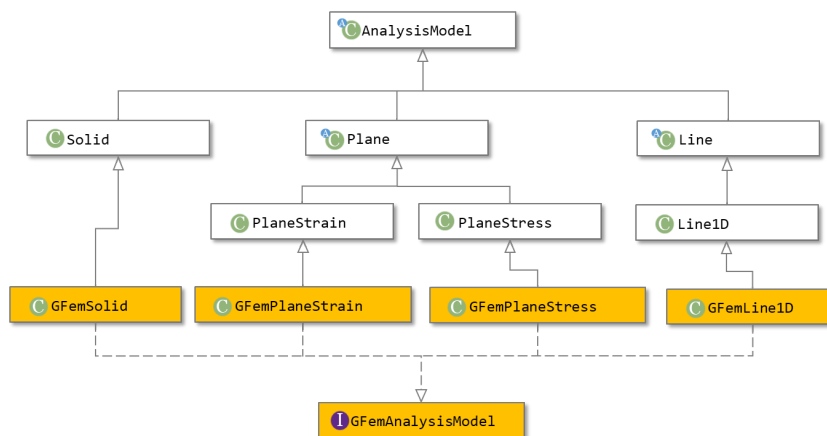 A C AnalysisModel
C Solid
A C Plane
A C Line
C PlaneStrain
C PlaneStress
C Line1D
C GFemSolid
C GFemPlaneStrain
C GFemPlaneStress
C GFemLine1D
I GFemAnalysisModel